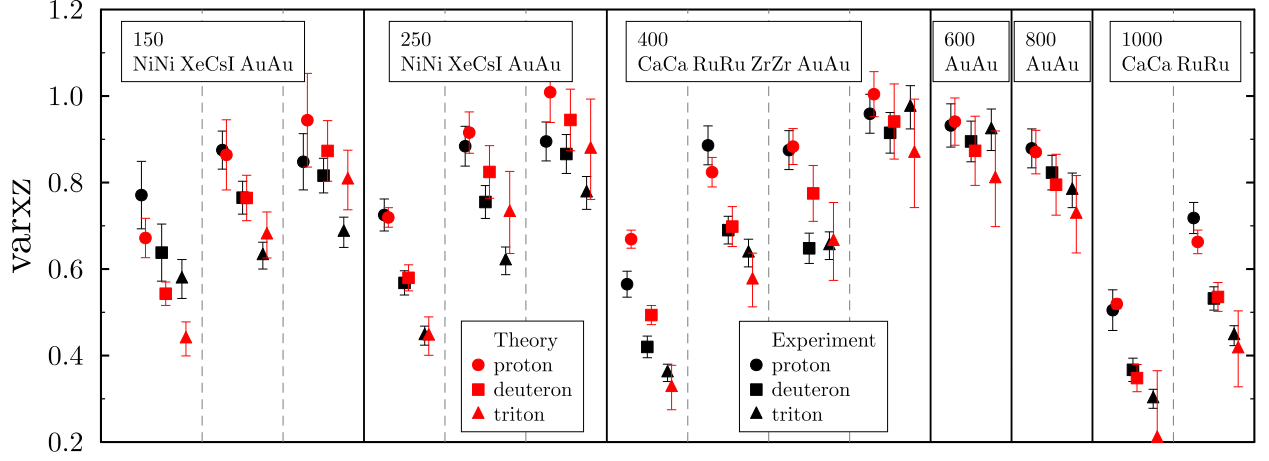 1.2
1.0
0.8
0.6
0.4
0.2
varxz
150
NiNi XeCsI AuAu
250
NiNi XeCsI AuAu
400
CaCa RuRu ZrZr AuAu
600
AuAu
800
AuAu
1000
CaCa RuRu
Theory
proton
deuteron
triton
Experiment
proton
deuteron
triton